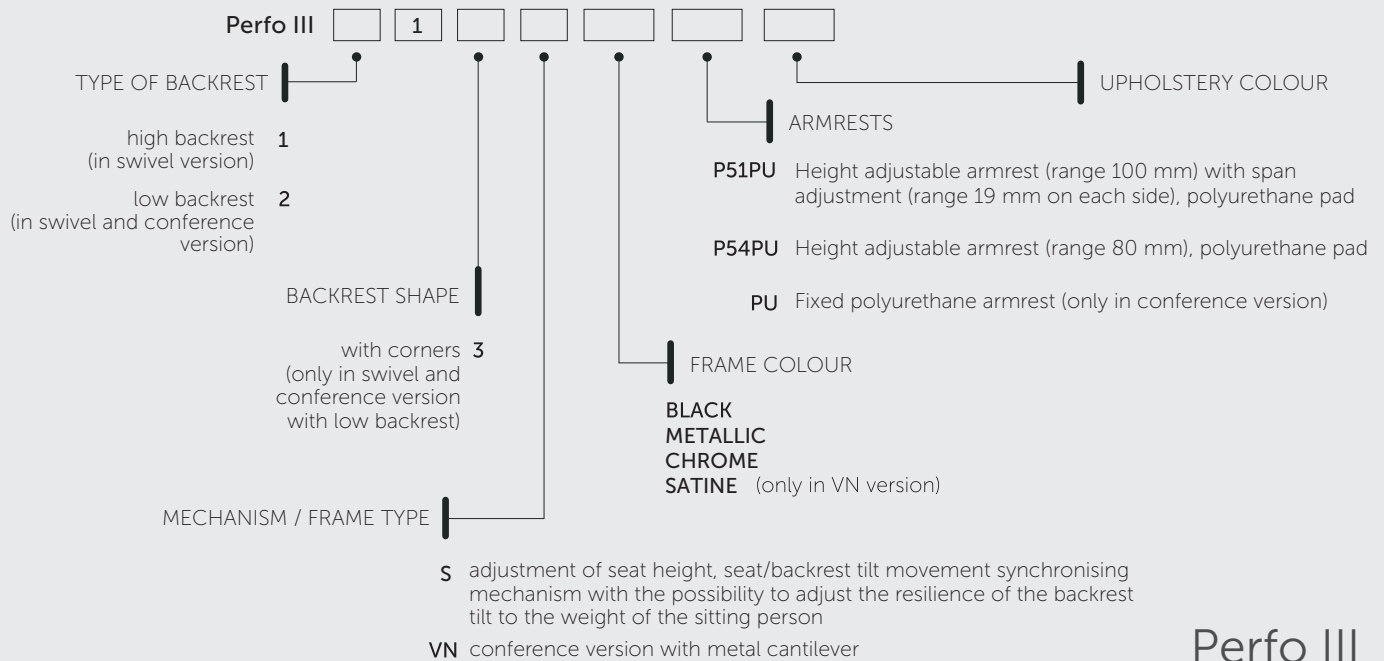 Perfo III 1
TYPE OF BACKREST
high backrest 1
(in swivel version)
low backrest 2
(in swivel and conference
version)
BACKREST SHAPE
with corners 3
(only in swivel and
conference version
with low backrest)
MECHANISM / FRAME TYPE
S adjustment of seat height, seat/backrest tilt movement synchronising
mechanism with the possibility to adjust the resilience of the backrest
tilt to the weight of the sitting person
VN conference version with metal cantilever
FRAME COLOUR
BLACK
METALLIC
CHROME
SATINE (only in VN version)
ARMRESTS
P51PU Height adjustable armrest (range 100 mm) with span
adjustment (range 19 mm on each side), polyurethane pad
P54PU Height adjustable armrest (range 80 mm), polyurethane pad
PU Fixed polyurethane armrest (only in conference version)
UPHOLSTERY COLOUR
Perfo III